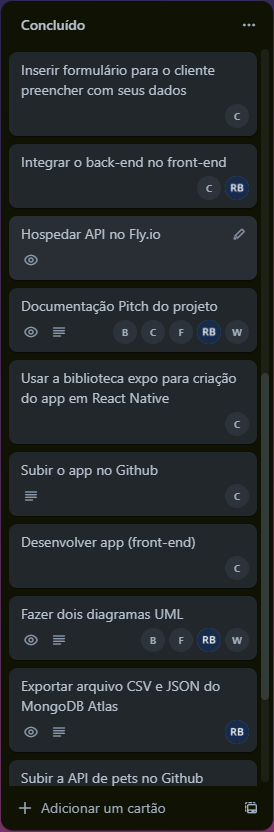 Concluído
Inserir formulário para o cliente
preencher com seus dados
C
Integrar o back-end no front-end
C RB
Hospedar API no Fly.io
Documentação Pitch do projeto
B C F RB W
Usar a biblioteca expo para criação
do app em React Native
C
Subir o app no Github
C
Desenvolver app (front-end)
C
Fazer dois diagramas UML
B F RB W
Exportar arquivo CSV e JSON do
MongoDB Atlas
RB
Subir a API de pets no Github
Adicionar um cartão